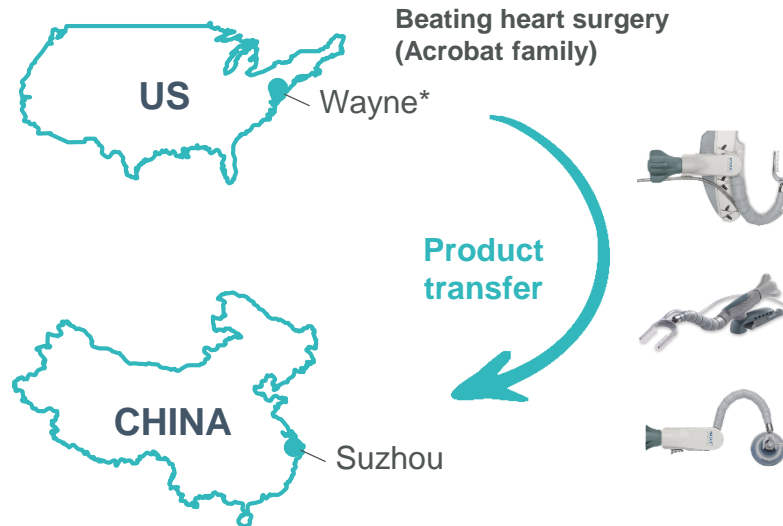 Beating heart surgery
(Acrobat family)
US
Wayne*
Product
transfer
CHINA
Suzhou